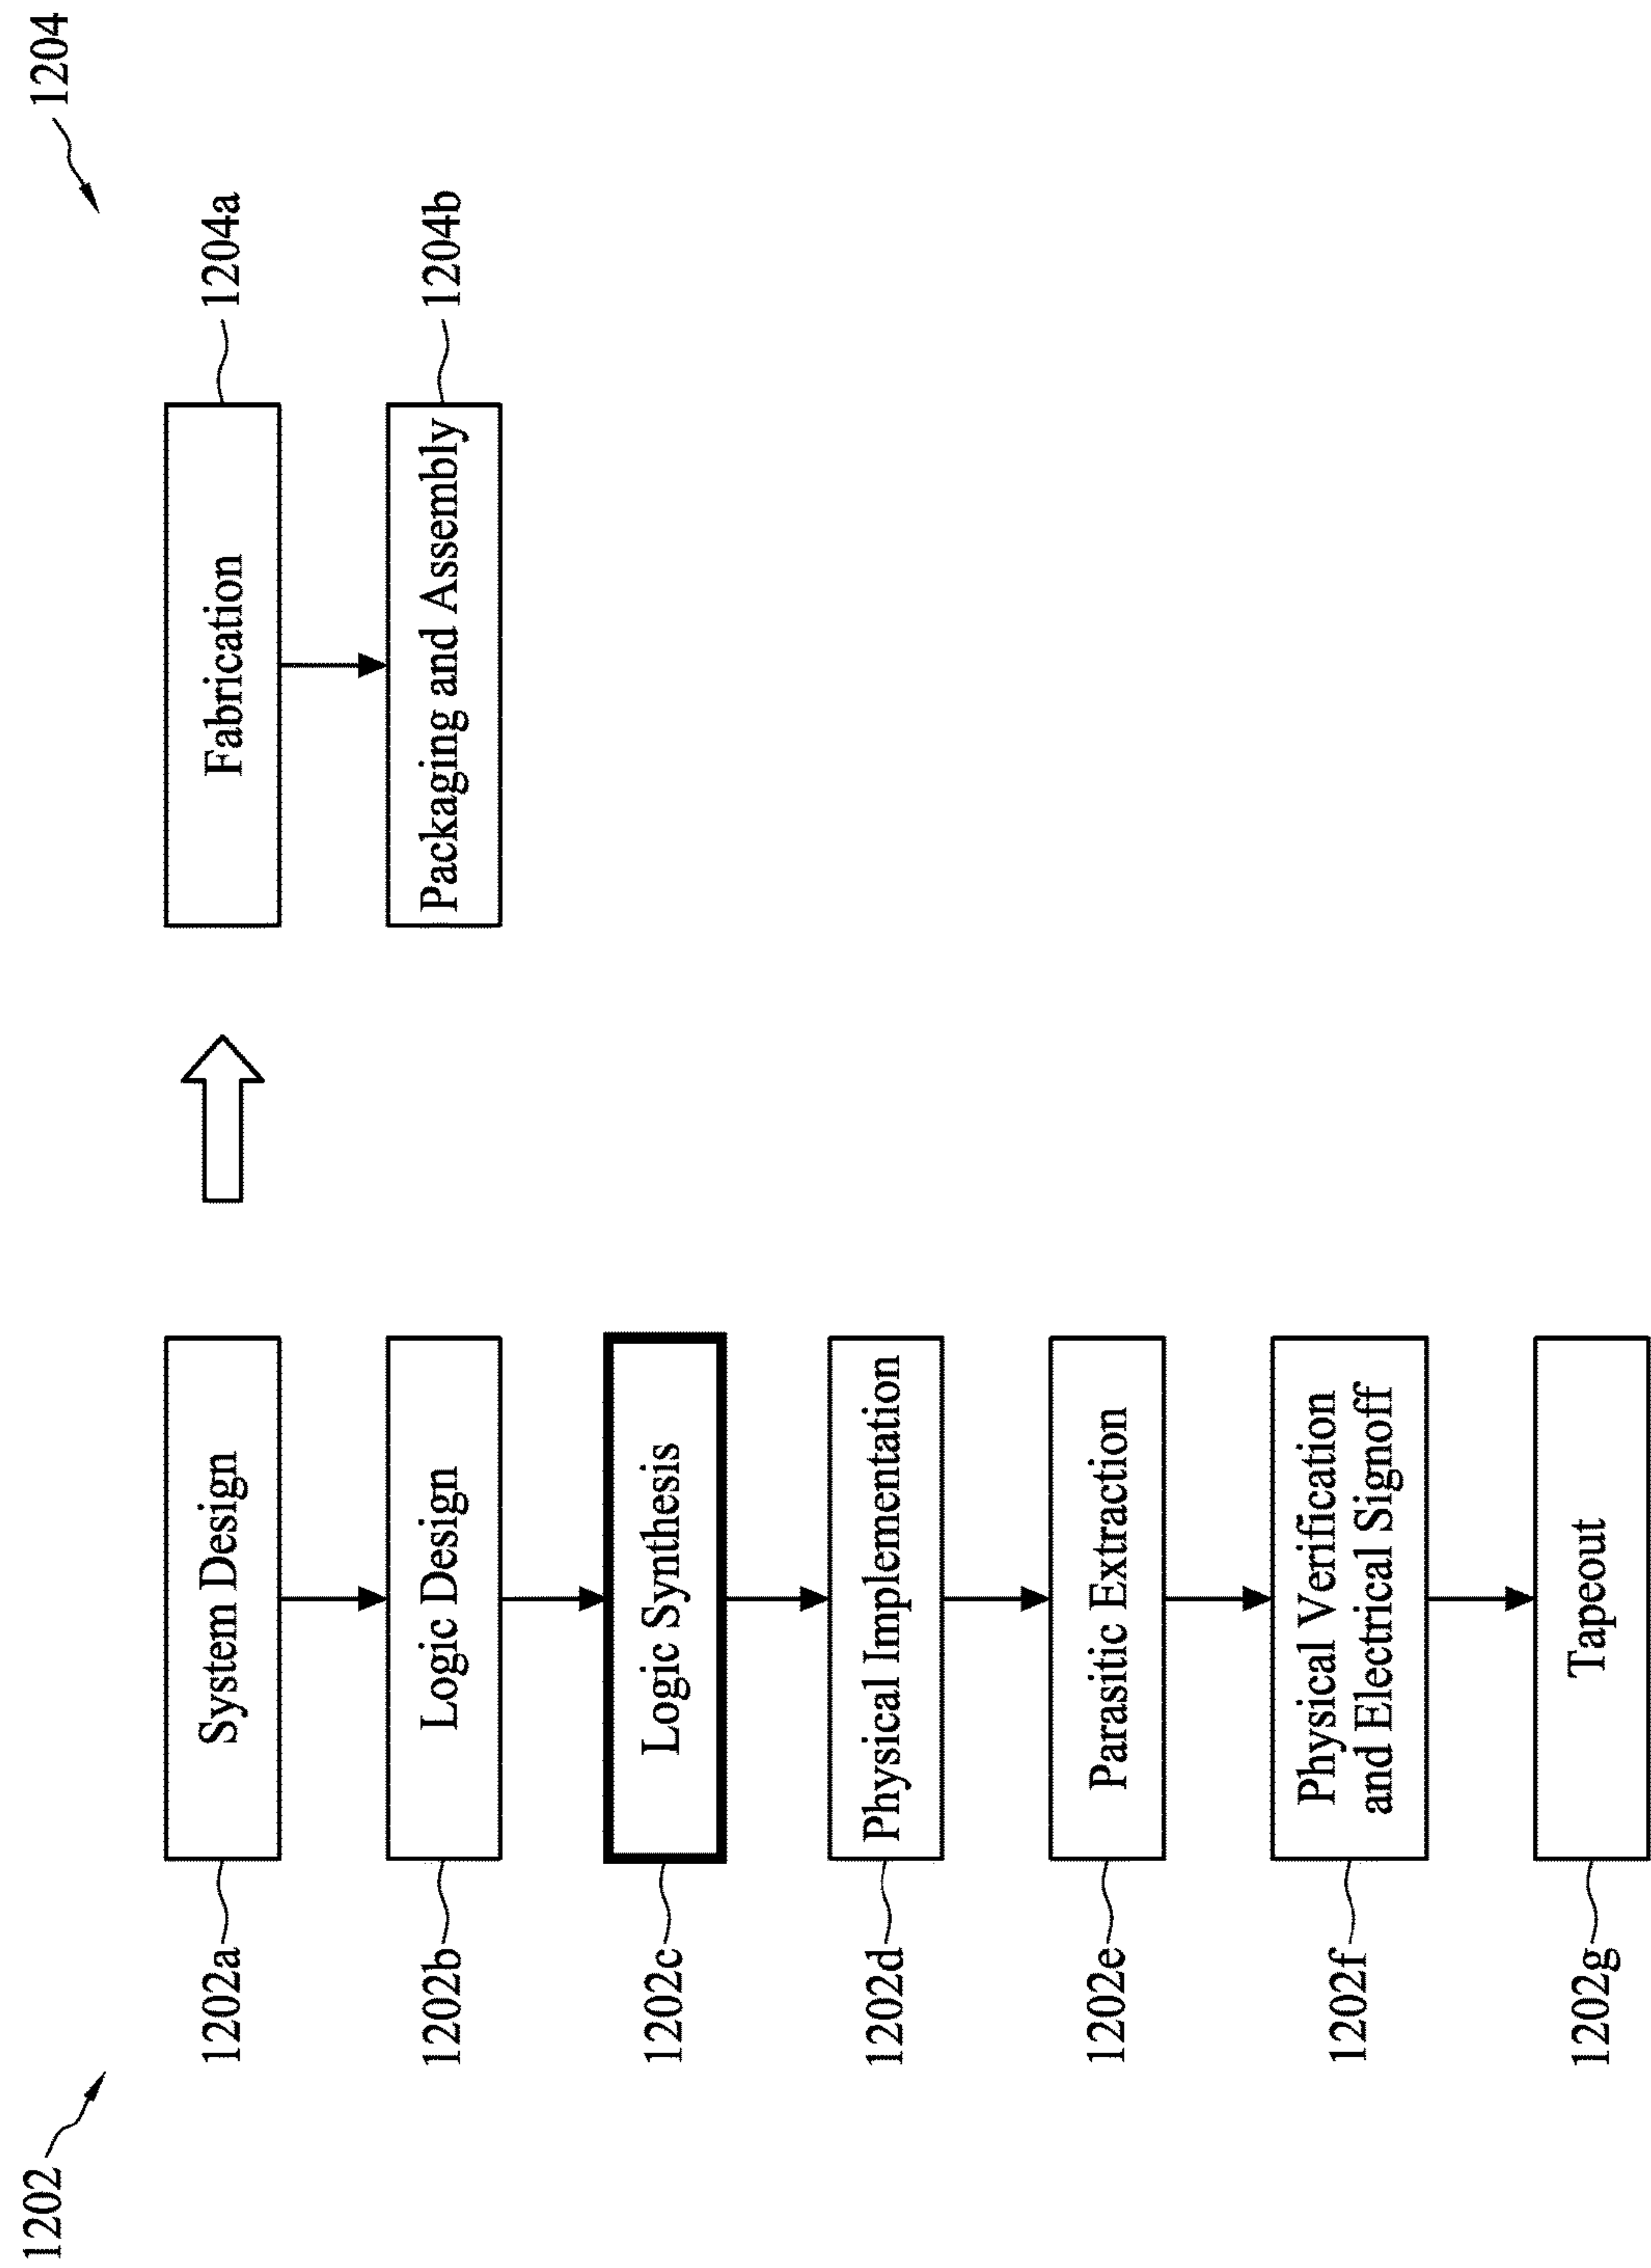 1202
1202a
System Design
1202b
Logic Design
1202c
Logic Synthesis
1202d
Physical Implementation
1202e
Parasitic Extraction
1202f
Physical Verification
and Electrical Signoff
1202g
Tapeout
1204
Fabrication
1204a
Packaging and Assembly
1204b